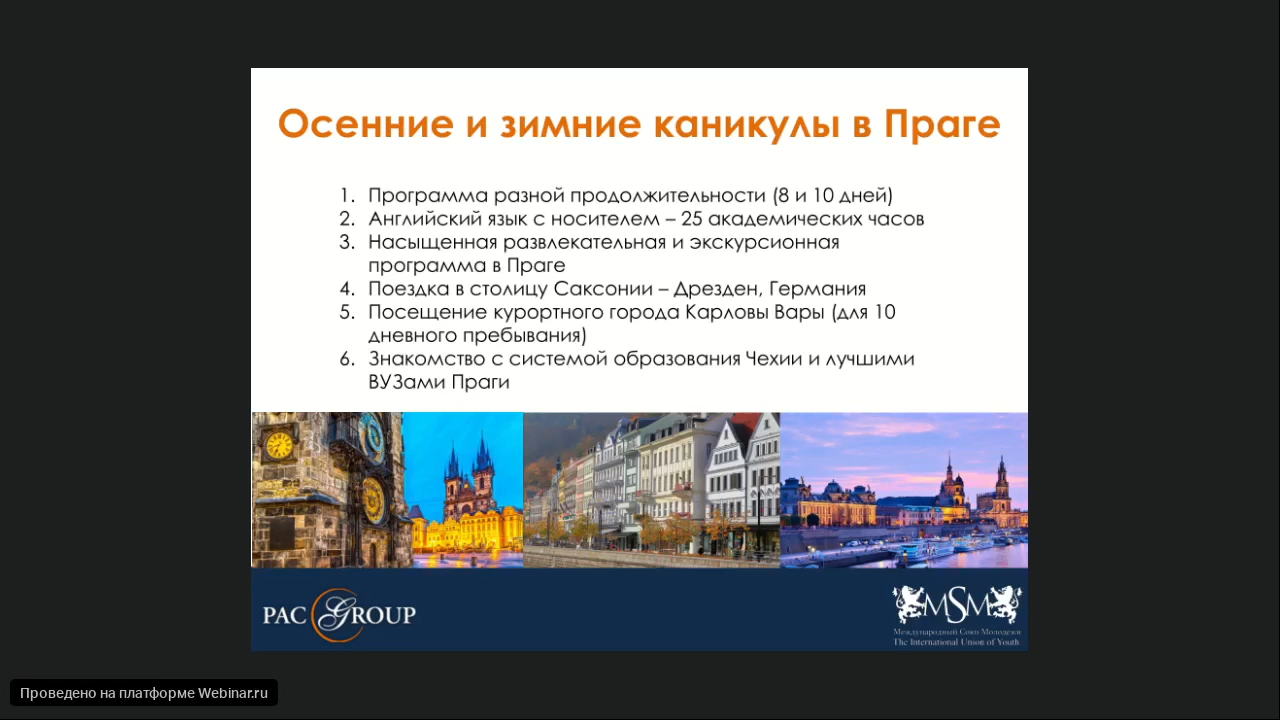 Осенние и зимние каникулы в Праге
1. Программа разной продолжительности (8 и 10 дней)
2. Английский язык с носителем – 25 академических часов
3. Насыщенная развлекательная и экскурсионная
программа в Праге
4. Поездка в столицу Саксонии – Дрезден, Германия
5. Посещение курортного города Карловы Вары (для 10
дневного пребывания)
6. Знакомство с системой образования Чехии и лучшими
ВУЗами Праги
PAC GROUP
MSM
Международный Союз Молодежи
The International Union of Youth
Проведено на платформе Webinar.ru